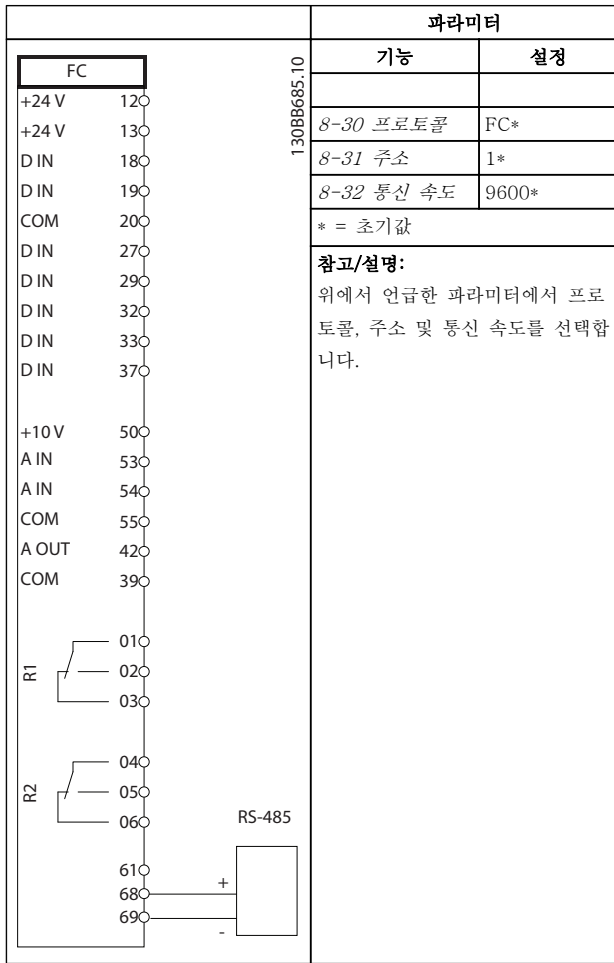 파라미터
기능 설정
8-30 프로토콜 FC*
8-31 주소 1*
8-32 통신 속도 9600*
* = 초기값
참고/설명:
위에서 언급한 파라미터에서 프로
토콜, 주소 및 통신 속도를 선택합
니다.
FC
130BB685.10
+24 V 12
+24 V 13
D IN 18
D IN 19
COM 20
D IN 27
D IN 29
D IN 32
D IN 33
D IN 37
+10 V 50
A IN 53
A IN 54
COM 55
A OUT 42
COM 39
R1
01
02
03
R2
04
05
06
RS-485
61
68 +
69 -